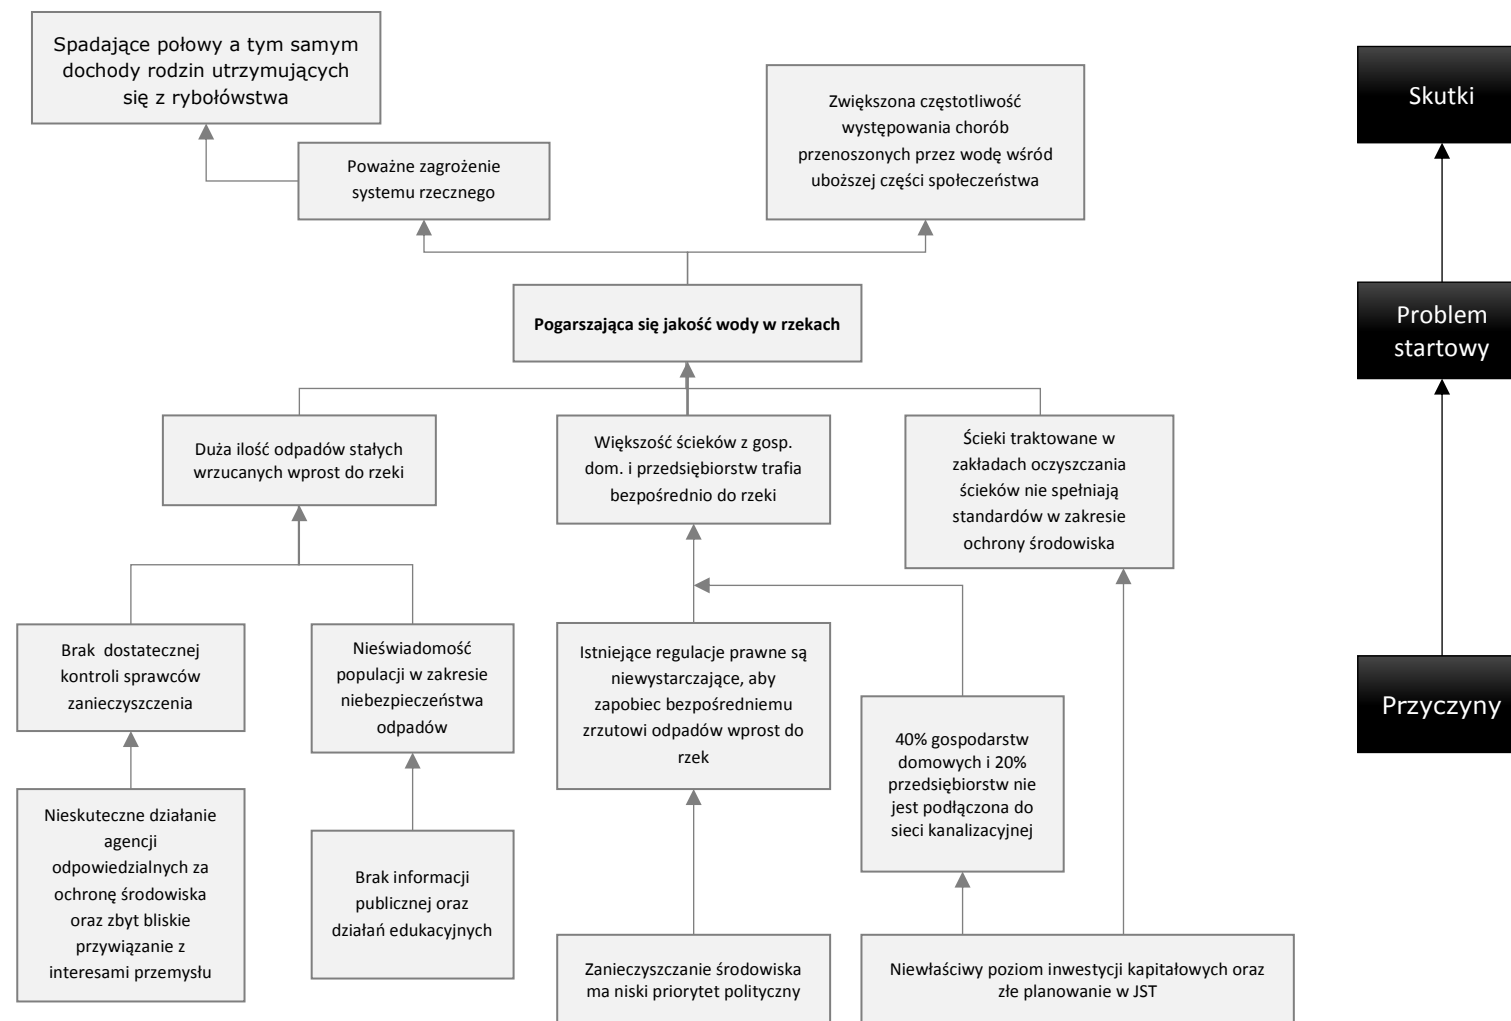 Spadające połowy a tym samym
dochody rodzin utrzymujących
się z rybołówstwa
Zwiększona częstotliwość
występowania chorób
przenoszonych przez wodę wśród
uboższej części społeczeństwa
Skutki
Poważne zagrożenie
systemu rzecznego
Pogarszająca się jakość wody w rzekach
Problem
startowy
Duża ilość odpadów stałych
wrzucanych wprost do rzeki
Większość ścieków z gosp.
dom. i przedsiębiorstw trafia
bezpośrednio do rzeki
Ścieki traktowane w
zakładach oczyszczania
ścieków nie spełniają
standardów w zakresie
ochrony środowiska
Brak dostatecznej
kontroli sprawców
zanieczyszczenia
Nieświadomość
populacji w zakresie
niebezpieczeństwa
odpadów
Istniejące regulacje prawne są
niewystarczające, aby
zapobiec bezpośredniemu
zrzutowi odpadów wprost do
rzek
40% gospodarstw
domowych i 20%
przedsiębiorstw nie
jest podłączona do
sieci kanalizacyjnej
Przyczyny
Nieskuteczne działanie
agencji
odpowiedzialnych za
ochronę środowiska
oraz zbyt bliskie
przywiązanie z
interesami przemysłu
Brak informacji
publicznej oraz
działań edukacyjnych
Zanieczyszczanie środowiska
ma niski priorytet polityczny
Niewłaściwy poziom inwestycji kapitałowych oraz
złe planowanie w JST